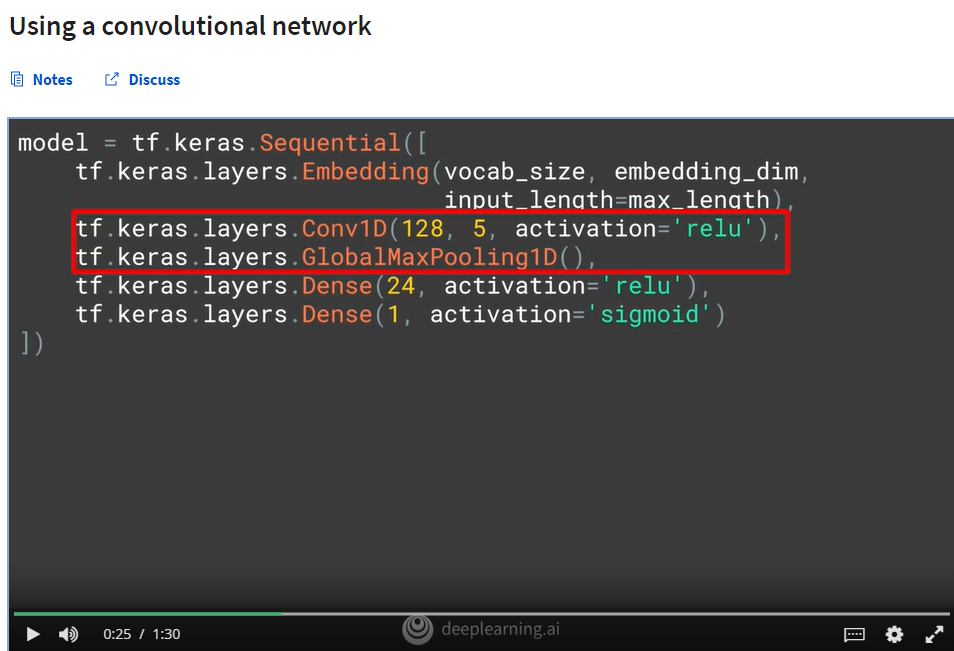 Using a convolutional network
Notes Discuss
model = tf.keras.Sequential([
    tf.keras.layers.Embedding(vocab_size, embedding_dim,
                              input_length=max_length),
    tf.keras.layers.Conv1D(128, 5, activation='relu'),
    tf.keras.layers.GlobalMaxPooling1D(),
    tf.keras.layers.Dense(24, activation='relu'),
    tf.keras.layers.Dense(1, activation='sigmoid')
])
0:25 / 1:30 deeplearning.ai